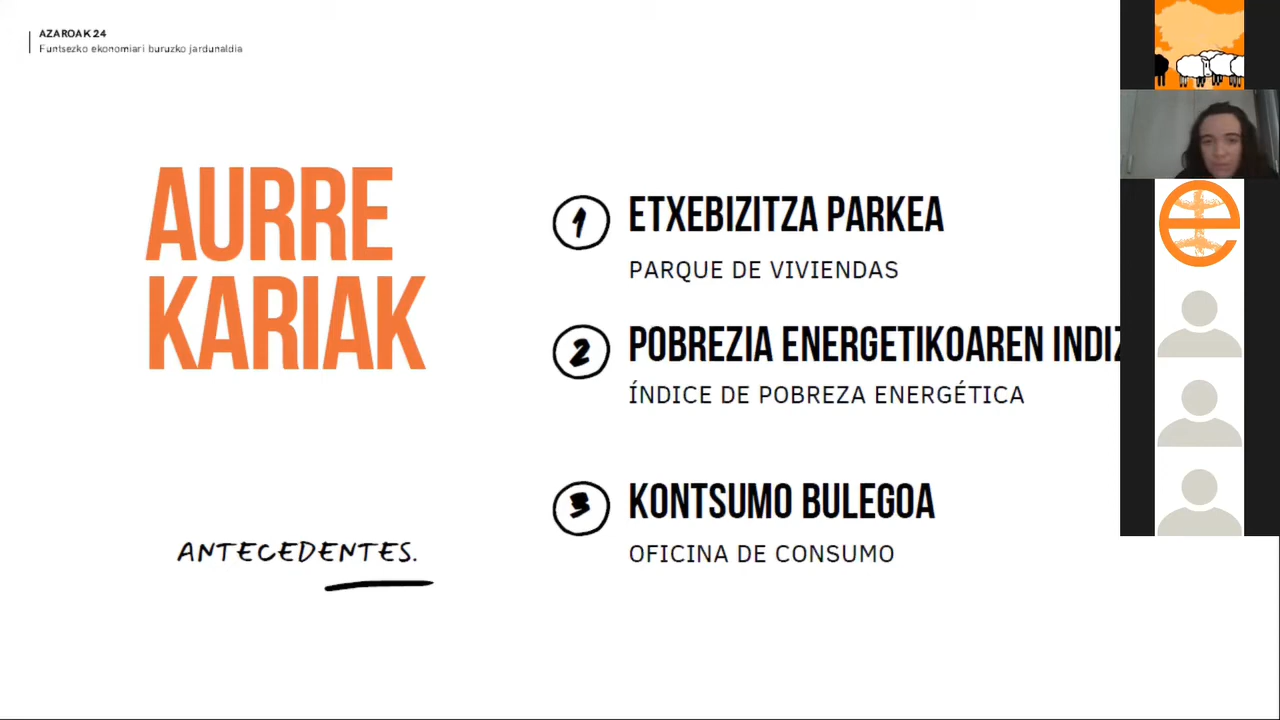 AZAROAK 24
Funtsezko ekonomiari buruzko jardunaldia
AURRE
KARIAK
ANTECEDENTES.
1 ETXEBIZITZA PARKEA
PARQUE DE VIVIENDAS
2 POBREZIA ENERGETIKOAREN
ÍNDICE DE POBREZA ENERGÉTICA
3 KONTSUMO BULEGOA
OFICINA DE CONSUMO